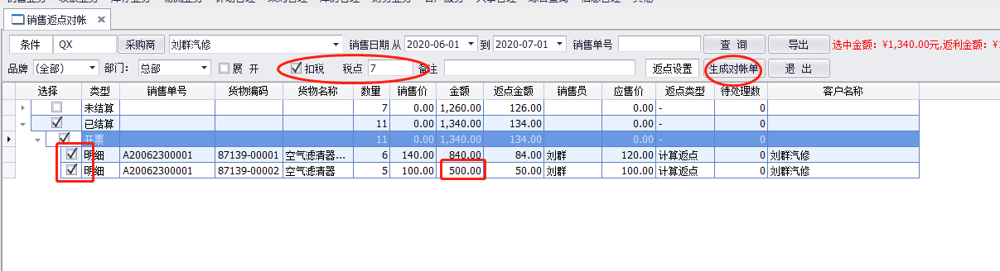 销售返点对帐
条件 QX 采购商 刘群汽修 销售日期 从 2020-06-01 到 2020-07-01 销售单号 查 询 导出 选中金额：¥1,340.00元,返利金额：¥
品牌 (全部) 部门： 总部 展 开 扣税 税点 7 备注 返点设置 生成对帐单 退 出
选择 类型 销售单号 货物编码 货物名称 数量 销售价 金额 返点金额 销售员 应售价 返点类型 待处理数 客户名称
未结算 7 0.00 1,260.00 126.00 0.00 - 0
已结算 11 0.00 1,340.00 134.00 0.00 - 0
开票 11 0.00 1,340.00 134.00 0.00 - 0
明细 A20062300001 87139-00001 空气滤清器... 6 140.00 840.00 84.00 刘群 120.00 计算返点 0 刘群汽修
明细 A20062300001 87139-00002 空气滤清器 5 100.00 500.00 50.00 刘群 100.00 计算返点 0 刘群汽修